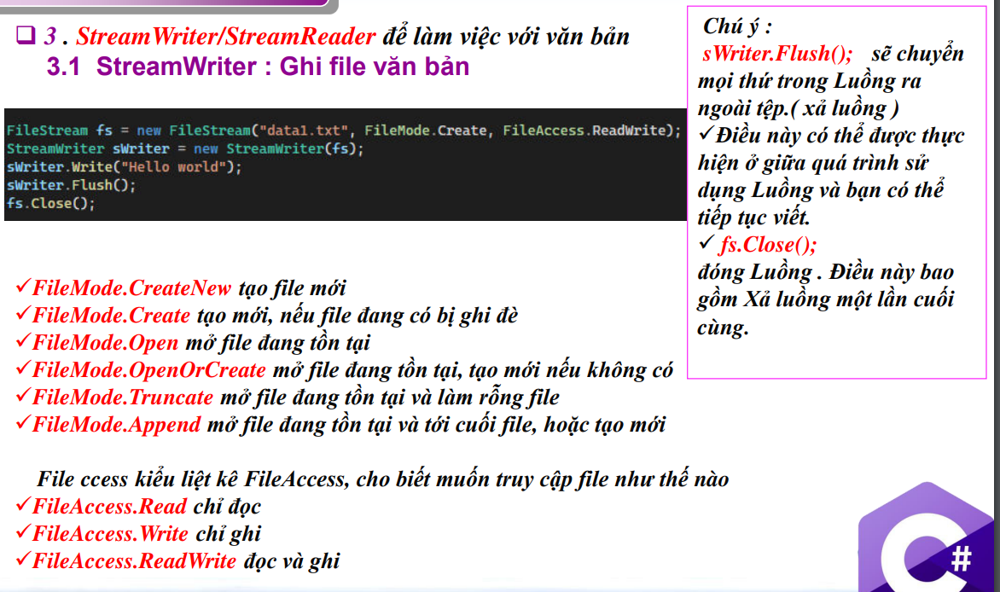 3 . StreamWriter/StreamReader để làm việc với văn bản
3.1 StreamWriter : Ghi file văn bản
FileStream fs = new FileStream("data1.txt", FileMode.Create, FileAccess.ReadWrite);
StreamWriter sWriter = new StreamWriter(fs);
sWriter.Write("Hello world");
sWriter.Flush();
fs.Close();
✓FileMode.CreateNew tạo file mới
✓FileMode.Create tạo mới, nếu file đang có bị ghi đè
✓FileMode.Open mở file đang tồn tại
✓FileMode.OpenOrCreate mở file đang tồn tại, tạo mới nếu không có
✓FileMode.Truncate mở file đang tồn tại và làm rỗng file
✓FileMode.Append mở file đang tồn tại và tới cuối file, hoặc tạo mới
File ccess kiểu liệt kê FileAccess, cho biết muốn truy cập file như thế nào
✓FileAccess.Read chỉ đọc
✓FileAccess.Write chỉ ghi
✓FileAccess.ReadWrite đọc và ghi
Chú ý :
sWriter.Flush(); sẽ chuyển
mọi thứ trong Luồng ra
ngoài tệp.( xả luồng )
✓Điều này có thể được thực
hiện ở giữa quá trình sử
dụng Luồng và bạn có thể
tiếp tục viết.
✓ fs.Close();
đóng Luồng . Điều này bao
gồm Xả luồng một lần cuối
cùng.
C#